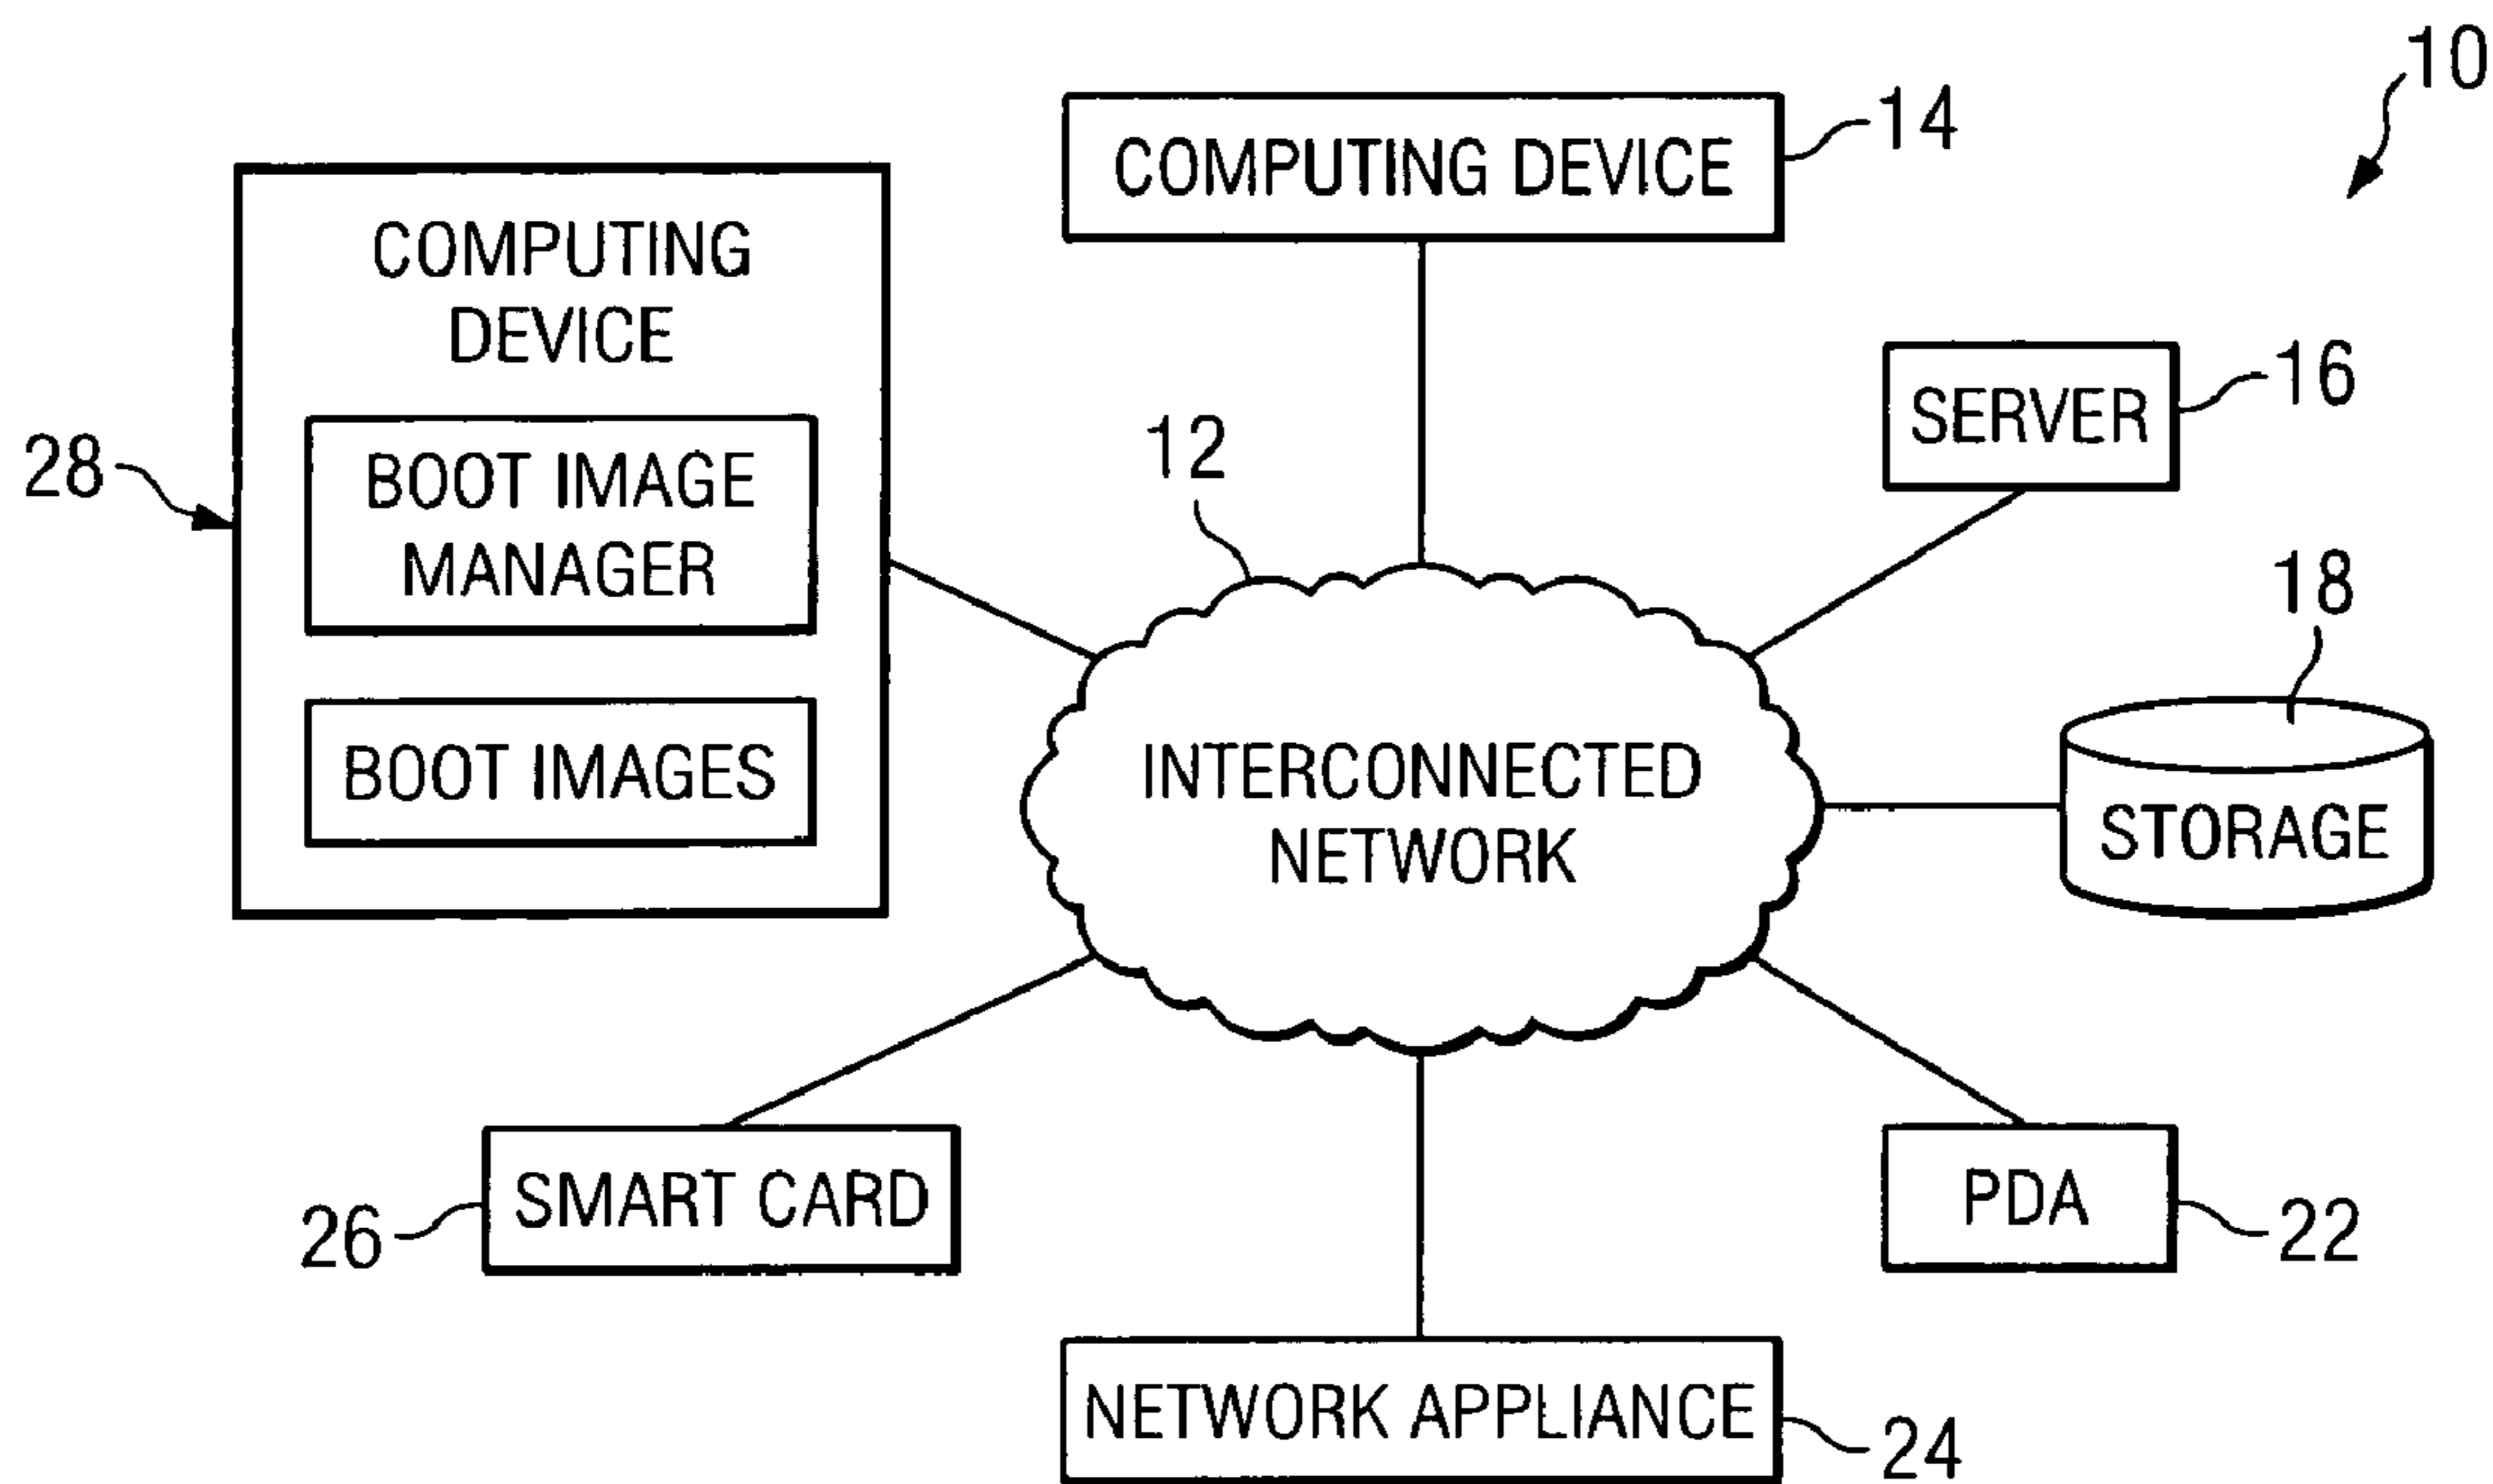 10
COMPUTING DEVICE
14
COMPUTING
DEVICE
BOOT IMAGE
MANAGER
BOOT IMAGES
28
SERVER
16
12
18
INTERCONNECTED
NETWORK
STORAGE
SMART CARD
26
PDA
22
NETWORK APPLIANCE
24